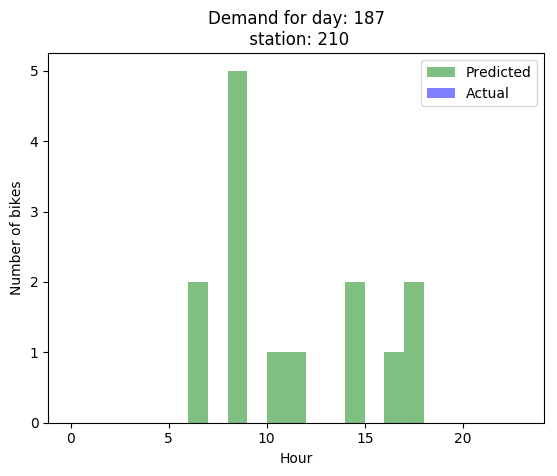 Demand for day: 187
station: 210
Predicted
Actual
Number of bikes
5
4
3
2
1
0
0
5
10
15
20
Hour